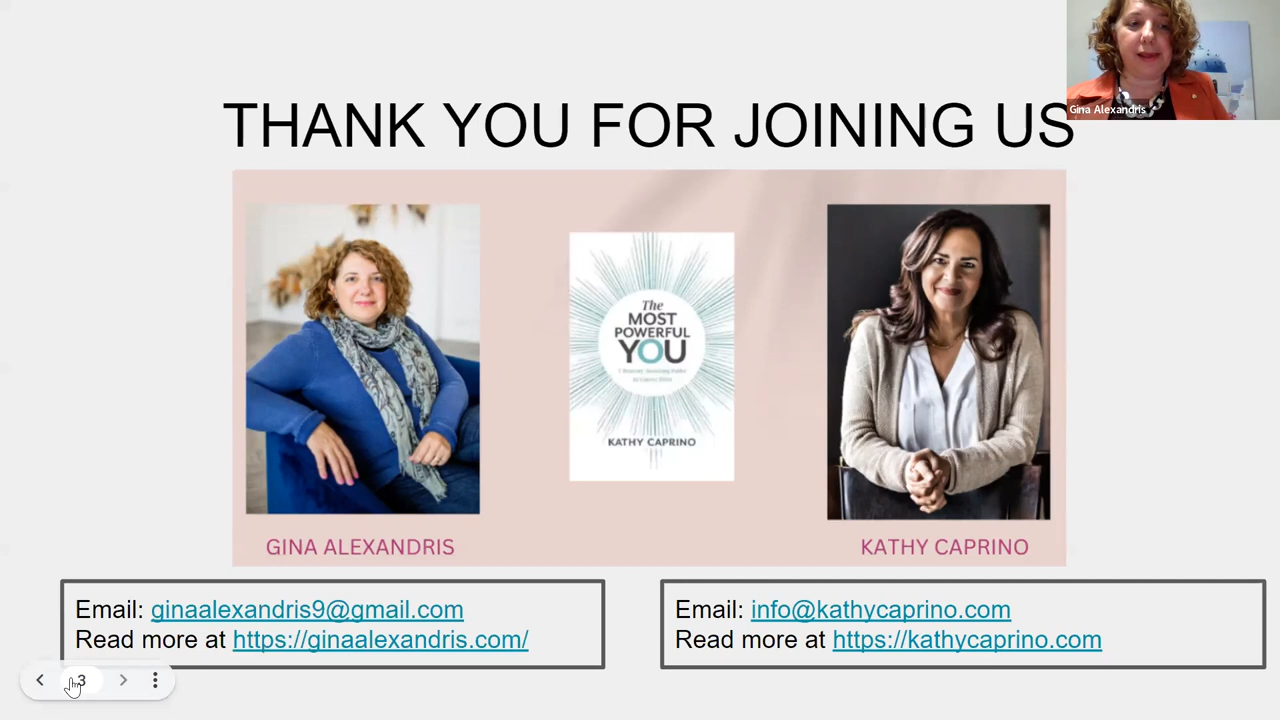 Gina Alexandris
THANK YOU FOR JOINING US
The
MOST
POWERFUL
YOU
KATHY CAPRINO
GINA ALEXANDRIS
KATHY CAPRINO
Email: ginaalexandris9@gmail.com
Read more at https://ginaalexandris.com/
Email: info@kathycaprino.com
Read more at https://kathycaprino.com
3